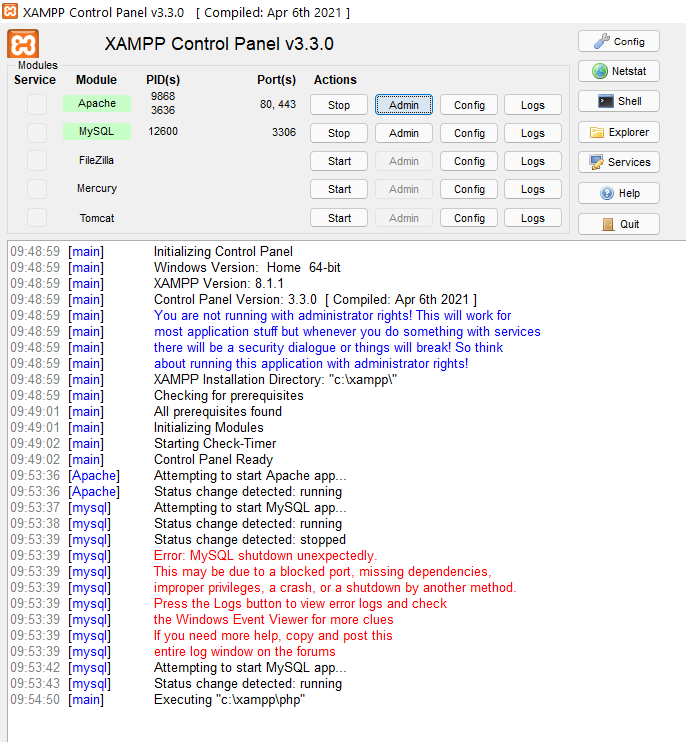 XAMPP Control Panel v3.3.0 [ Compiled: Apr 6th 2021 ]
XAMPP Control Panel v3.3.0
Config
Modules
Service Module PID(s) Port(s) Actions
Netstat
Apache 9868 3636 80, 443 Stop Admin Config Logs
Shell
MySQL 12600 3306 Stop Admin Config Logs
Explorer
FileZilla Start Admin Config Logs
Services
Mercury Start Admin Config Logs
Help
Tomcat Start Admin Config Logs
Quit
09:48:59 [main] Initializing Control Panel
09:48:59 [main] Windows Version: Home 64-bit
09:48:59 [main] XAMPP Version: 8.1.1
09:48:59 [main] Control Panel Version: 3.3.0 [ Compiled: Apr 6th 2021 ]
09:48:59 [main] You are not running with administrator rights! This will work for
09:48:59 [main] most application stuff but whenever you do something with services
09:48:59 [main] there will be a security dialogue or things will break! So think
09:48:59 [main] about running this application with administrator rights!
09:48:59 [main] XAMPP Installation Directory: "c:\xampp\"
09:48:59 [main] Checking for prerequisites
09:49:01 [main] All prerequisites found
09:49:01 [main] Initializing Modules
09:49:02 [main] Starting Check-Timer
09:49:02 [main] Control Panel Ready
09:53:36 [Apache] Attempting to start Apache app...
09:53:36 [Apache] Status change detected: running
09:53:37 [mysql] Attempting to start MySQL app...
09:53:38 [mysql] Status change detected: running
09:53:39 [mysql] Status change detected: stopped
09:53:39 [mysql] Error: MySQL shutdown unexpectedly.
09:53:39 [mysql] This may be due to a blocked port, missing dependencies,
09:53:39 [mysql] improper privileges, a crash, or a shutdown by another method.
09:53:39 [mysql] Press the Logs button to view error logs and check
09:53:39 [mysql] the Windows Event Viewer for more clues
09:53:39 [mysql] If you need more help, copy and post this
09:53:39 [mysql] entire log window on the forums
09:53:42 [mysql] Attempting to start MySQL app...
09:53:43 [mysql] Status change detected: running
09:54:50 [main] Executing "c:\xampp\php"